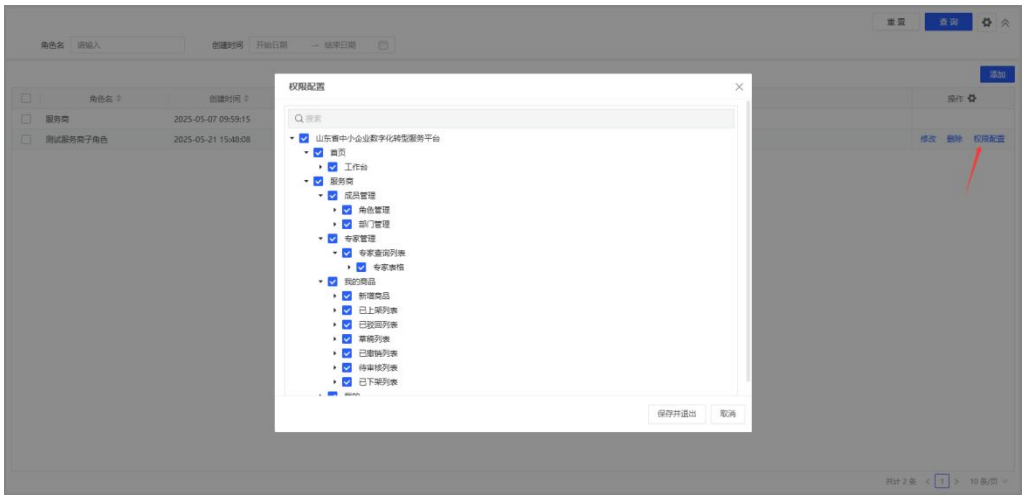 重置 查询
角色名 请输入 创建时间 开始日期 → 结束日期
添加
角色名 创建时间 操作
服务商 2025-05-07 09:59:15
测试服务商子角色 2025-05-21 15:48:08 修改 删除 权限配置
权限配置
搜索
山东省中小企业数字化转型服务平台
首页
工作台
服务商
成员管理
角色管理
部门管理
专家管理
专家查询列表
专家表格
我的商品
新增商品
已上架列表
已驳回列表
草稿列表
已撤销列表
待审核列表
已下架列表
保存并退出 取消
共计 2 条 < 1 > 10 条/页